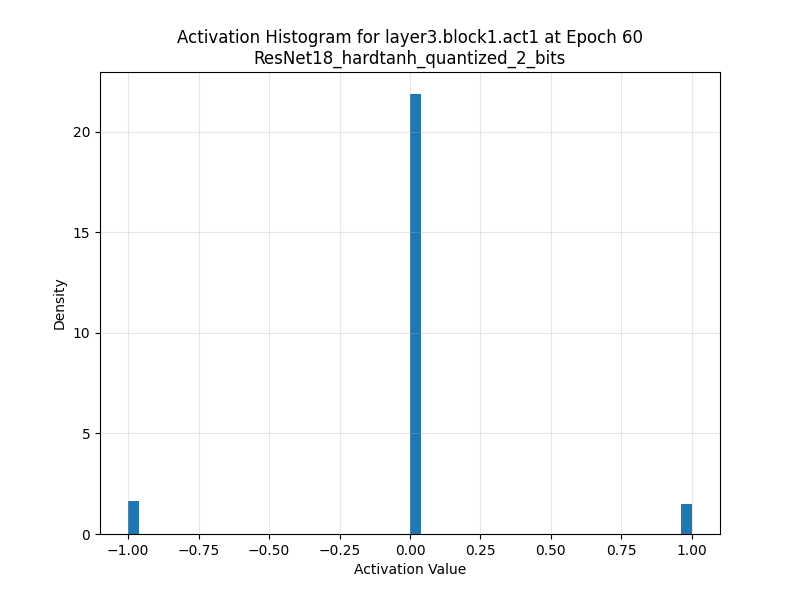 Activation Histogram for layer3.block1.act1 at Epoch 60
ResNet18_hardtanh_quantized_2_bits
Density
20
15
10
5
0
−1.00 −0.75 −0.50 −0.25 0.00 0.25 0.50 0.75 1.00
Activation Value